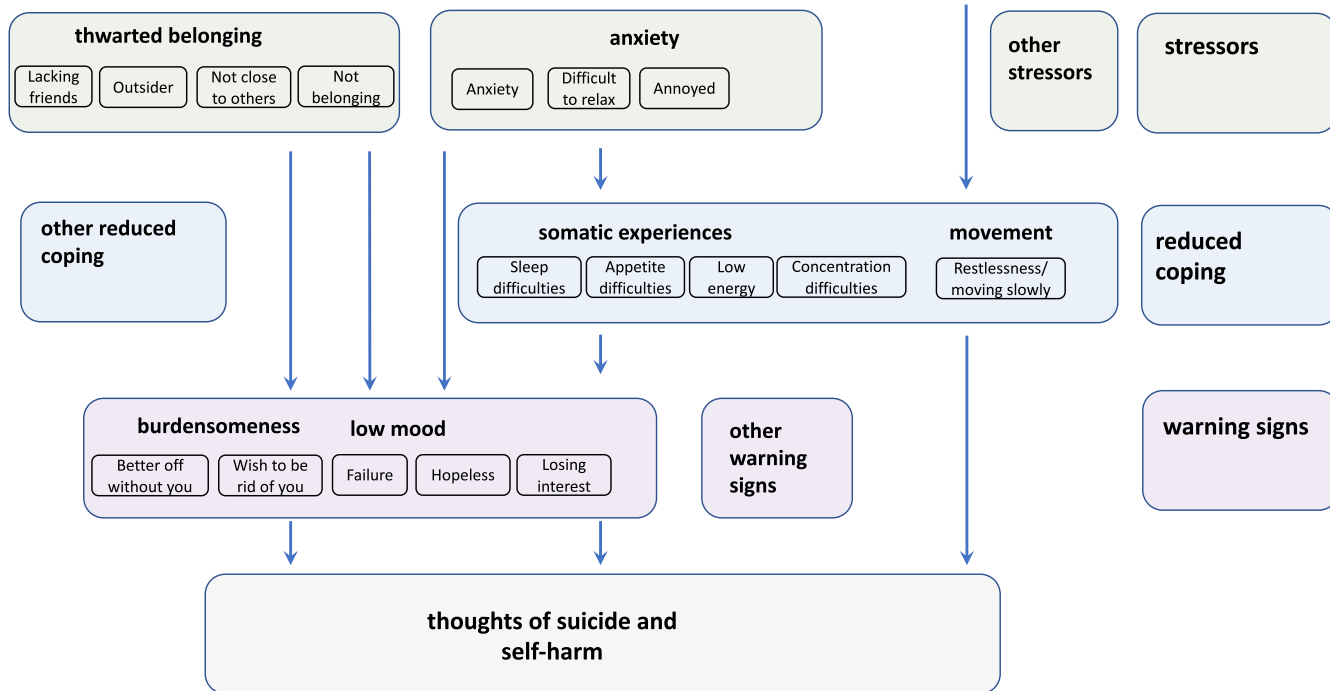 thwarted belonging
Lacking
friends
Outsider
Not close
to others
Not
belonging
anxiety
Anxiety
Difficult
to relax
Annoyed
other
stressors
stressors
other reduced
coping
somatic experiences
Sleep
difficulties
Appetite
difficulties
Low
energy
Concentration
difficulties
movement
Restlessness/
moving slowly
reduced
coping
burdensomeness
Better off
without you
Wish to be
rid of you
low mood
Failure
Hopeless
Losing
interest
other
warning
signs
warning signs
thoughts of suicide and
self-harm